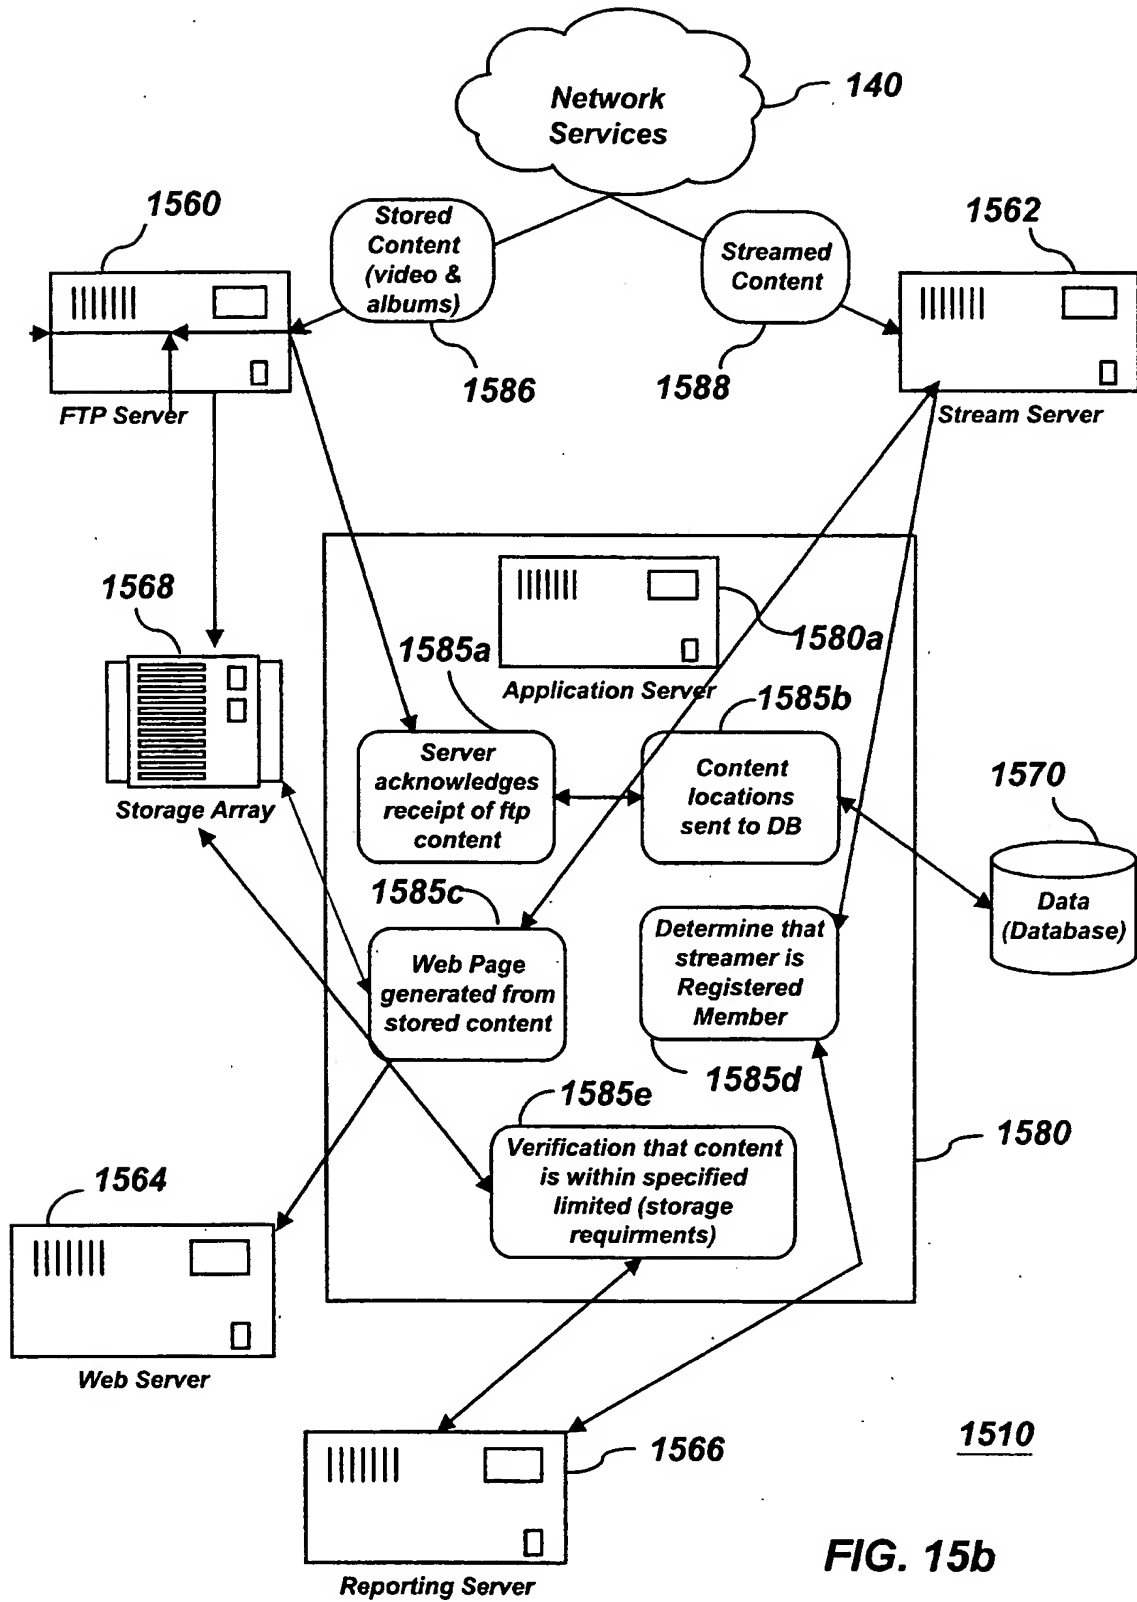 Network
Services
140
1560
Stored
Content
(video &
albums)
Streamed
Content
1562
1586
1588
FTP Server
Stream Server
1568
1580a
1585a
Application Server
1585b
Server
acknowledges
receipt of ftp
content
Content
locations
sent to DB
1570
Storage Array
1585c
Data
(Database)
Web Page
generated from
stored content
Determine that
streamer is
Registered
Member
1585d
1585e
1580
Verification that content
is within specified
limited (storage
requirments)
1564
Web Server
1566
1510
Reporting Server
FIG. 15b